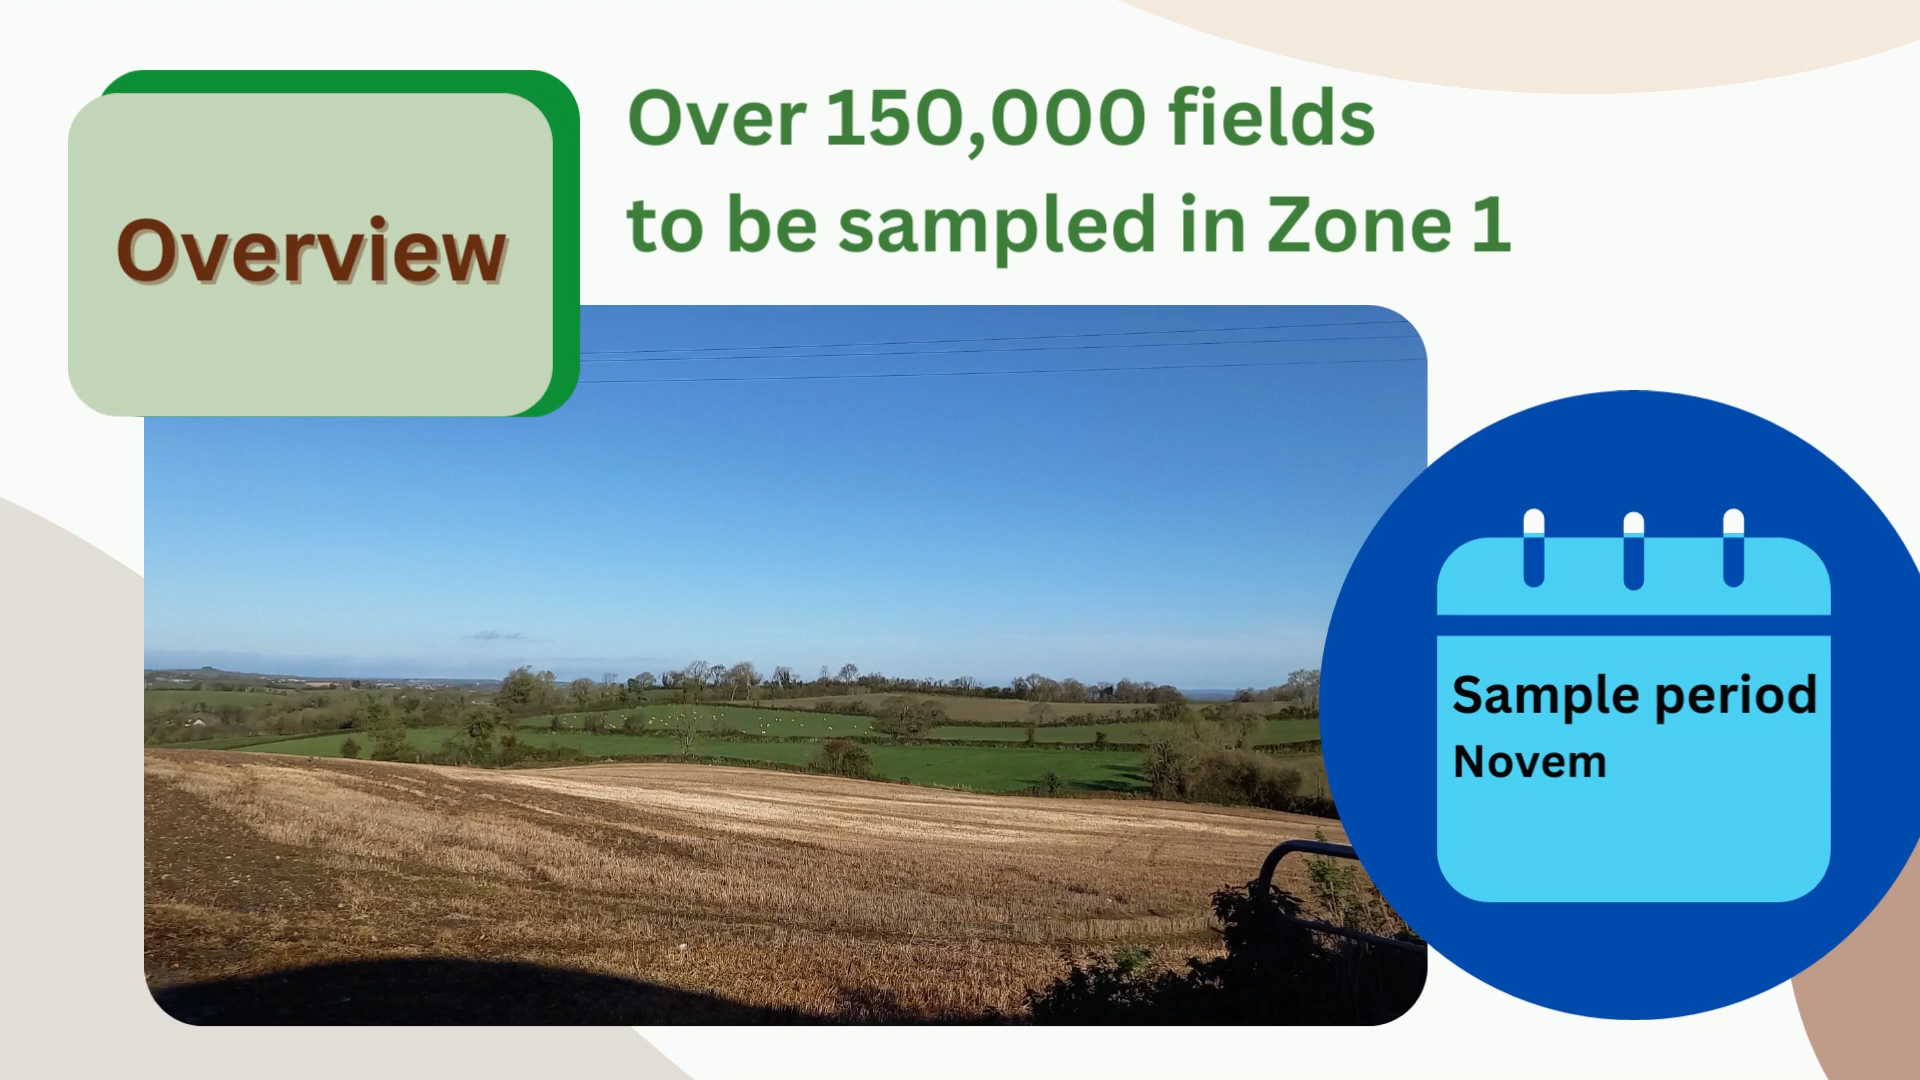 Overview
Over 150,000 fields
to be sampled in Zone 1
Sample period
Novem